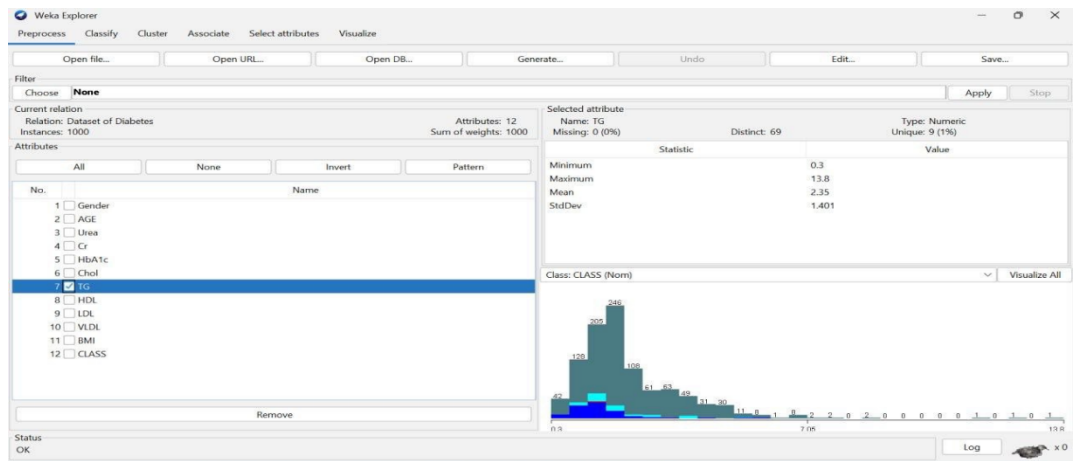 Weka Explorer
Preprocess Classify Cluster Associate Select attributes Visualize
Open file... Open URL... Open DB... Generate... Undo Edit... Save...
Filter
Choose None Apply Stop
Current relation
Relation: Dataset of Diabetes Attributes: 12
Instances: 1000 Sum of weights: 1000
Attributes
All None Invert Pattern
No. Name
1 Gender
2 AGE
3 Urea
4 Cr
5 HbA1c
6 Chol
7 TG
8 HDL
9 LDL
10 VLDL
11 BMI
12 CLASS
Remove
Selected attribute
Name: TG Type: Numeric
Missing: 0 (0%) Distinct: 69 Unique: 9 (1%)
Statistic Value
Minimum 0.3
Maximum 13.8
Mean 2.35
StdDev 1.401
Class: CLASS (Nom) Visualize All
246
205
128
108
61 53 49
42 31 30
11 8 1 8 2 2 0 2 0 0 0 0 0 1 0 1 0 1
0.3 7.05 13.8
Status
OK Log x 0